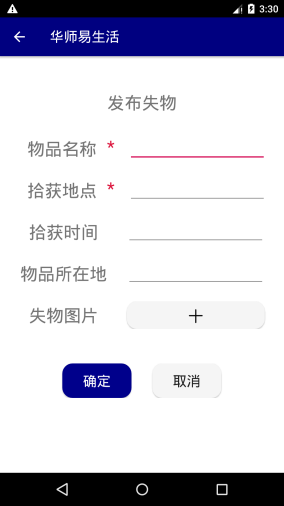 3:30
华师易生活
发布失物
物品名称 *
拾获地点 *
拾获时间
物品所在地
失物图片
确定 取消